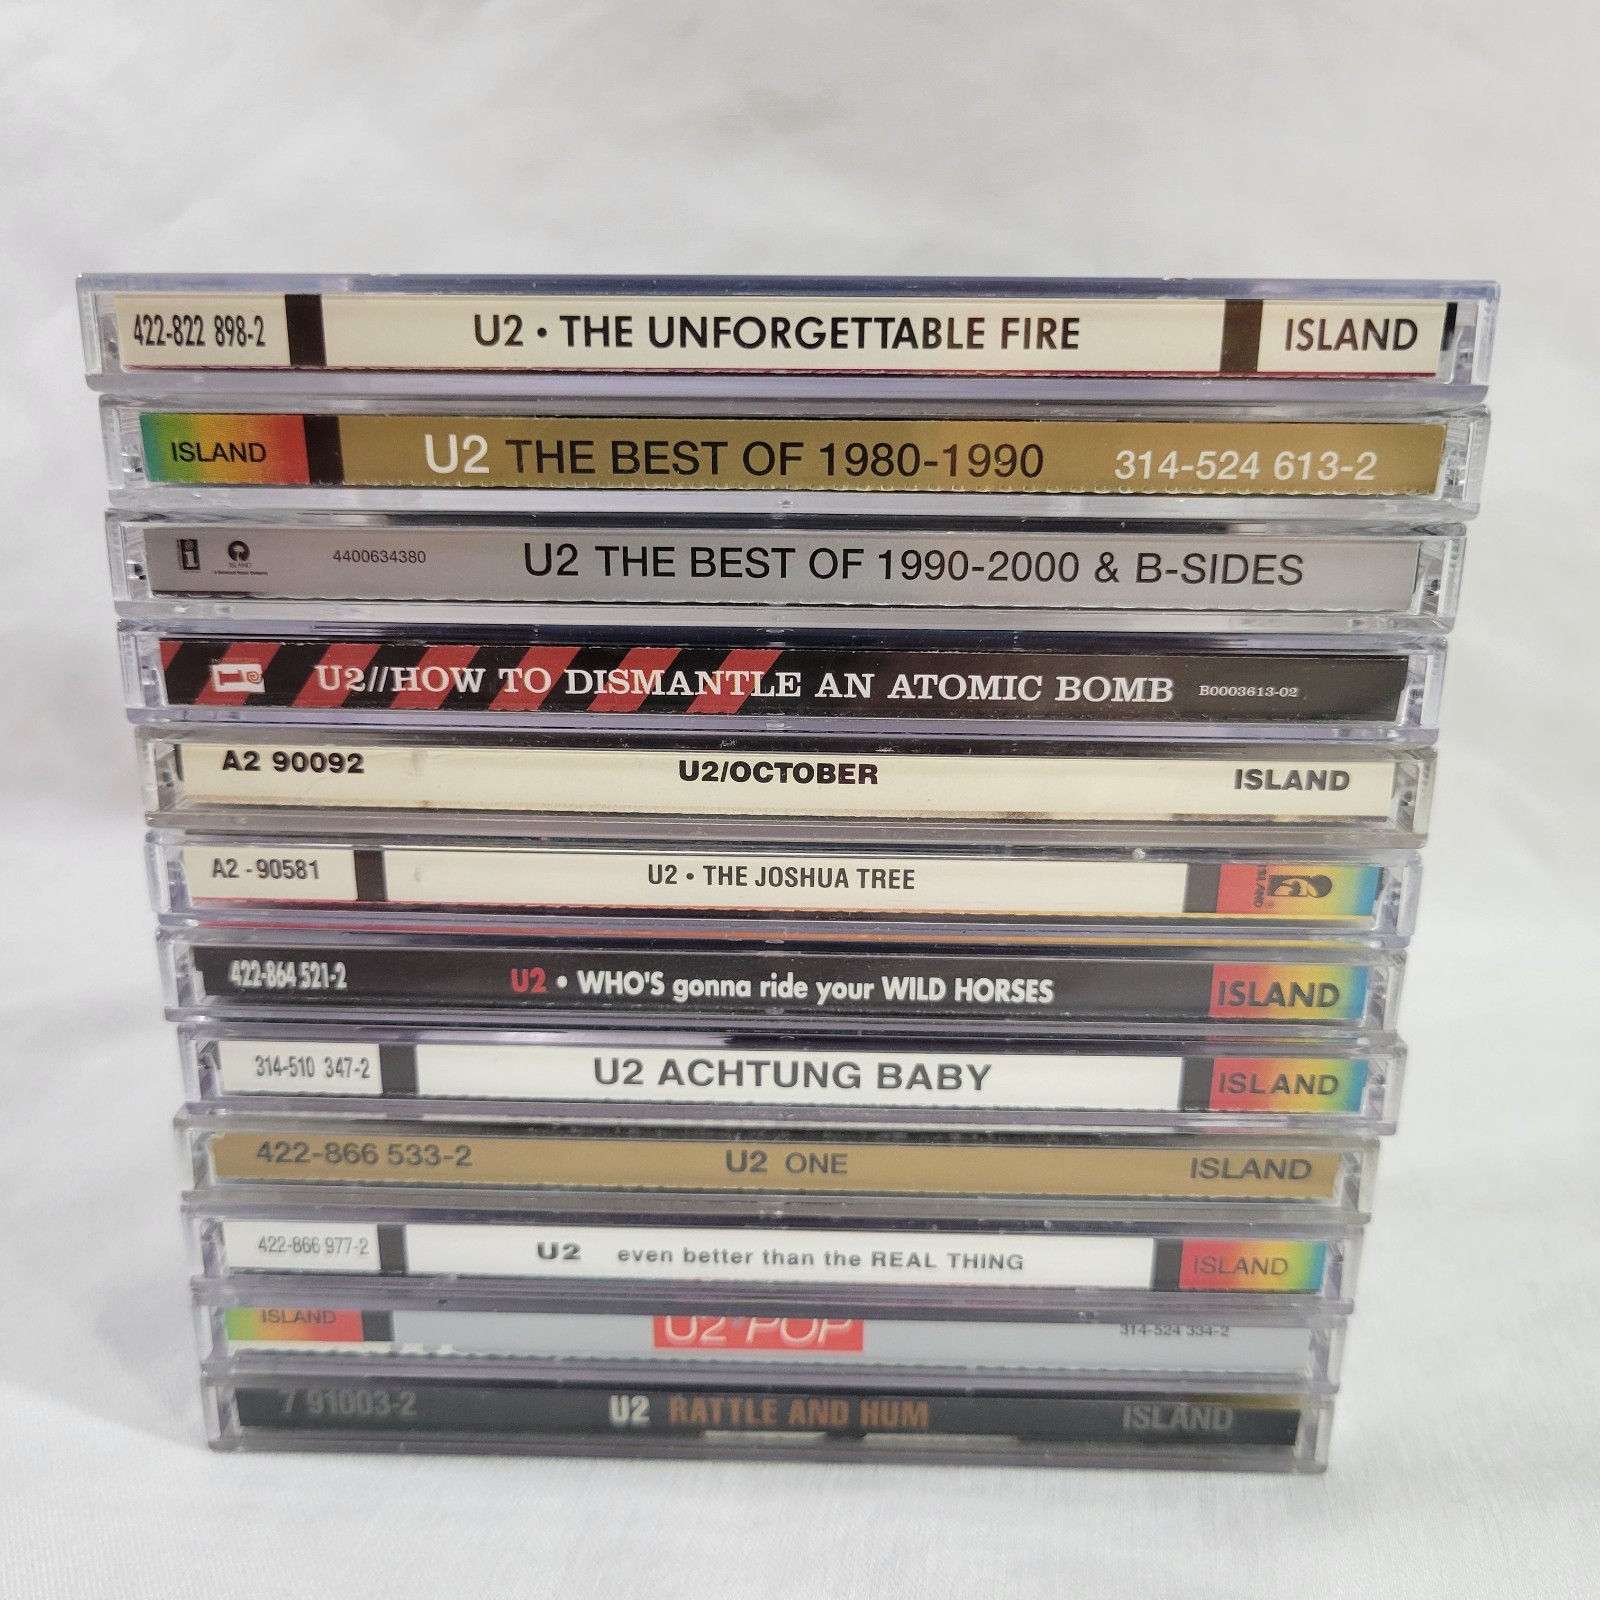 422-822 898-2 U2 • THE UNFORGETTABLE FIRE ISLAND
ISLAND U2 THE BEST OF 1980-1990 314-524 613-2
ISLAND 4400634380 U2 THE BEST OF 1990-2000 & B-SIDES
U2//HOW TO DISMANTLE AN ATOMIC BOMB B0003613-02
A2 90092 U2/OCTOBER ISLAND
A2 - 90581 U2 • THE JOSHUA TREE ISLAND
422-864 521-2 U2 • WHO'S gonna ride your WILD HORSES ISLAND
314-510 347-2 U2 ACHTUNG BABY ISLAND
422-866 533-2 U2 ONE ISLAND
422-866 977-2 U2 even better than the REAL THING ISLAND
ISLAND U2 POP 314-524 334-2
7 91003-2 U2 RATTLE AND HUM ISLAND